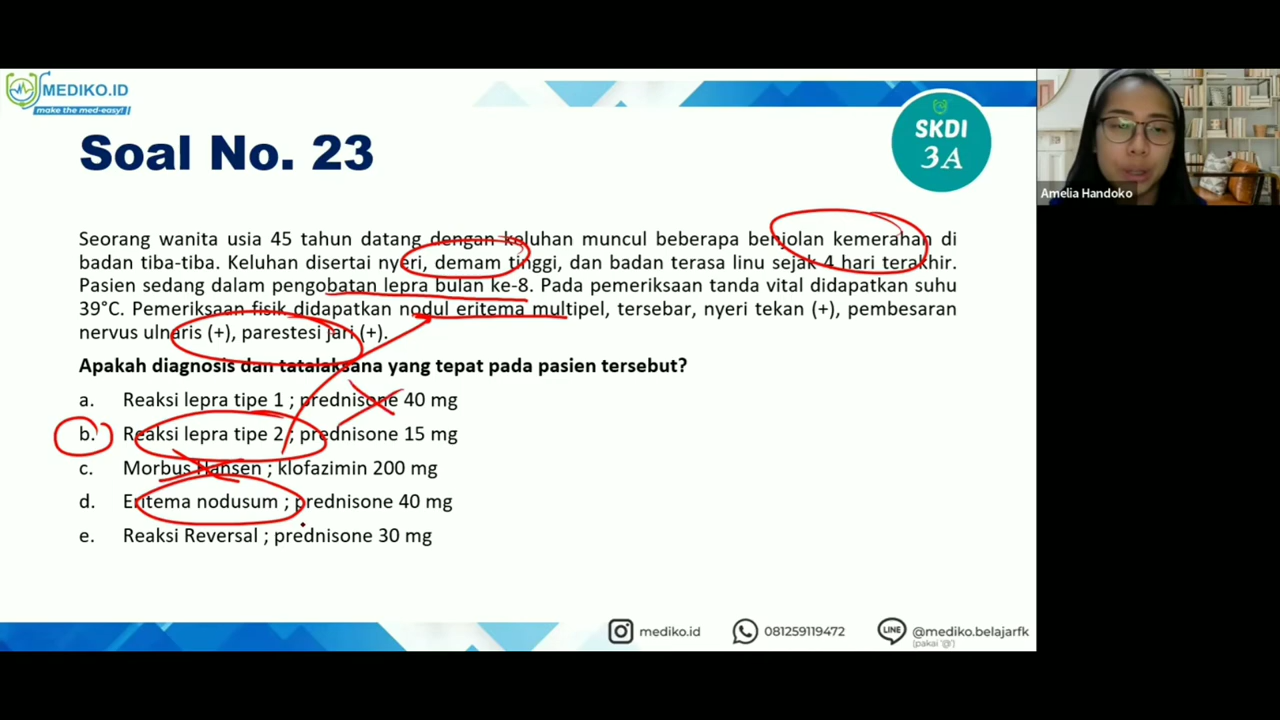 MEDIKO.ID
make the med-easy!
Soal No. 23
SKDI
3A
Amelia Handoko
Seorang wanita usia 45 tahun datang dengan keluhan muncul beberapa benjolan kemerahan di
badan tiba-tiba. Keluhan disertai nyeri, demam tinggi, dan badan terasa linu sejak 4 hari terakhir.
Pasien sedang dalam pengobatan lepra bulan ke-8. Pada pemeriksaan tanda vital didapatkan suhu
39°C. Pemeriksaan fisik didapatkan nodul eritema multipel, tersebar, nyeri tekan (+), pembesaran
nervus ulnaris (+), parestesi jari (+).
Apakah diagnosis dan tatalaksana yang tepat pada pasien tersebut?
a. Reaksi lepra tipe 1 ; prednisone 40 mg
b. Reaksi lepra tipe 2 ; prednisone 15 mg
c. Morbus Hansen ; klofazimin 200 mg
d. Eritema nodusum ; prednisone 40 mg
e. Reaksi Reversal ; prednisone 30 mg
mediko.id
081259119472
LINE
@mediko.belajarfk
(pakai '@')